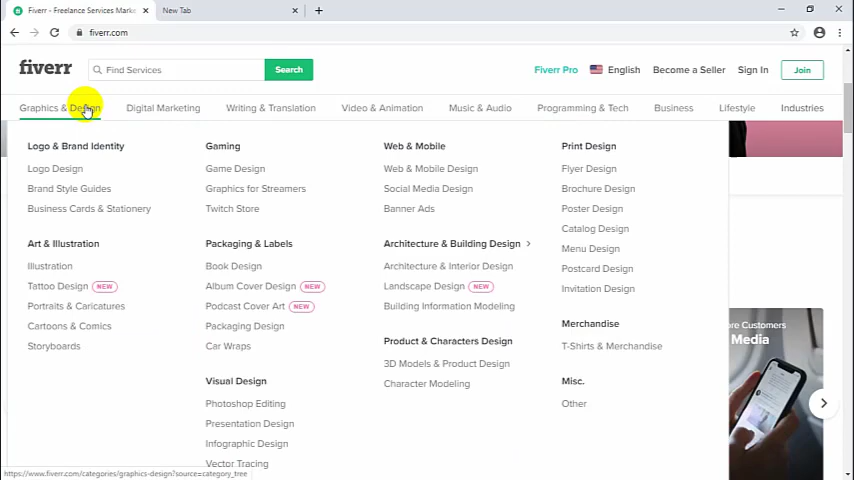 Fiverr - Freelance Services Marke
New Tab
fiverr.com
fiverr
Find Services
Search
Fiverr Pro
English
Become a Seller
Sign In
Join
Graphics & Design
Digital Marketing
Writing & Translation
Video & Animation
Music & Audio
Programming & Tech
Business
Lifestyle
Industries
Logo & Brand Identity
Logo Design
Brand Style Guides
Business Cards & Stationery
Art & Illustration
Illustration
Tattoo Design NEW
Portraits & Caricatures
Cartoons & Comics
Storyboards
Gaming
Game Design
Graphics for Streamers
Twitch Store
Packaging & Labels
Book Design
Album Cover Design NEW
Podcast Cover Art NEW
Packaging Design
Car Wraps
Visual Design
Photoshop Editing
Presentation Design
Infographic Design
Vector Tracing
Web & Mobile
Web & Mobile Design
Social Media Design
Banner Ads
Architecture & Building Design
Architecture & Interior Design
Landscape Design NEW
Building Information Modeling
Product & Characters Design
3D Models & Product Design
Character Modeling
Print Design
Flyer Design
Brochure Design
Poster Design
Catalog Design
Menu Design
Postcard Design
Invitation Design
Merchandise
T-Shirts & Merchandise
Misc.
Other
ore Customers
Media
https://www.fiverr.com/categories/graphics-design?source=category_tree